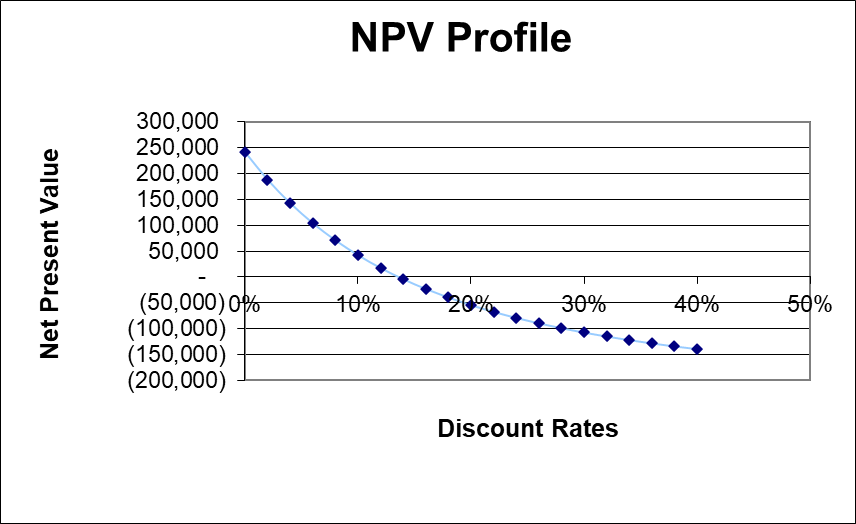 NPV Profile
300,000
250,000
200,000
150,000
100,000
50,000
-
(50,000)
(100,000)
(150,000)
(200,000)
0% 10% 20% 30% 40% 50%
Net Present Value
Discount Rates